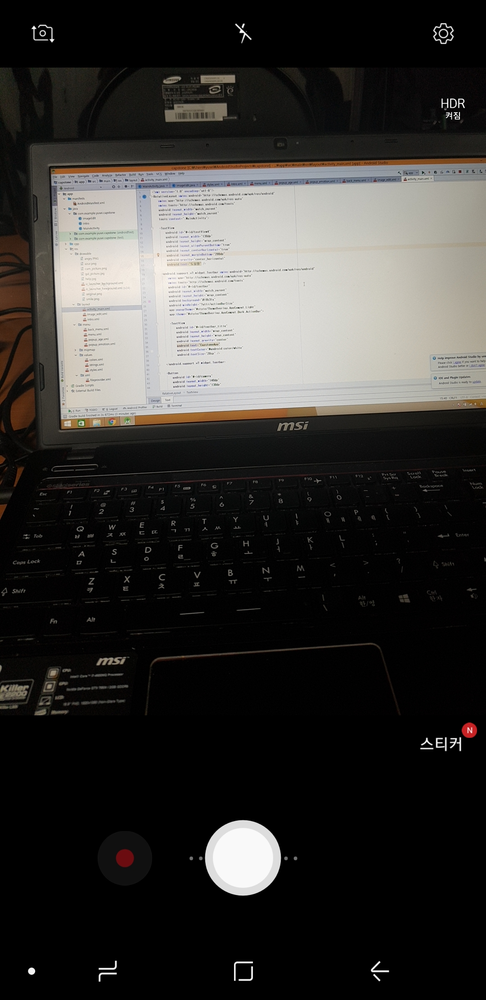 HDR
켜짐
SAMSUNG
capstone [C:₩Users₩yusei₩AndroidStudioProjects₩capstone] - ...₩app₩src₩main₩res₩layout₩activity_main.xml [app] - Android Studio
File Edit View Navigate Code Analyze Refactor Build Run Tools VCS Window Help
capstone app src main res layout activity_main.xml
app
Android
MainActivity.java imageEdit.java styles.xml intro.xml menu.xml popup_age.xml popup_emotion.xml back_menu.xml image_edit.xml activity_main.xml
app
manifests
AndroidManifest.xml
java
com.example.yusei.capstone
imageEdit
intro
MainActivity
com.example.yusei.capstone (androidTest)
com.example.yusei.capstone (test)
cpp
res
drawable
angry.PNG
sour.png
cam_picture.png
gal_picture.jpg
help.jpg
ic_launcher_background.xml
ic_launcher_foreground.xml (v24)
original.png
smile.png
layout
activity_main.xml
image_edit.xml
intro.xml
menu
back_menu.xml
menu.xml
popup_age.xml
popup_emotion.xml
mipmap
values
colors.xml
strings.xml
styles.xml
xml
fileprovider.xml
Gradle Scripts
External Build Files
<?xml version="1.0" encoding="utf-8"?>
<RelativeLayout xmlns:android="http://schemas.android.com/apk/res/android"
xmlns:app="http://schemas.android.com/apk/res-auto"
xmlns:tools="http://schemas.android.com/tools"
android:layout_width="match_parent"
android:layout_height="match_parent"
tools:context=".MainActivity">
<TextView
android:id="@+id/textView4"
android:layout_width="130dp"
android:layout_height="wrap_content"
android:layout_alignParentBottom="true"
android:layout_centerHorizontal="true"
android:layout_marginBottom="280dp"
android:gravity="center_horizontal"
android:text="도움말" />
<android.support.v7.widget.Toolbar xmlns:android="http://schemas.android.com/apk/res/android"
xmlns:app="http://schemas.android.com/apk/res-auto"
xmlns:tools="http://schemas.android.com/tools"
android:id="@+id/toolbar"
android:layout_width="match_parent"
android:layout_height="wrap_content"
android:background="#f8b3fa"
android:minHeight="?attr/actionBarSize"
app:popupTheme="@style/ThemeOverlay.AppCompat.Light"
app:theme="@style/ThemeOverlay.AppCompat.Dark.ActionBar">
<TextView
android:id="@+id/toolbar_title"
android:layout_width="wrap_content"
android:layout_height="wrap_content"
android:layout_gravity="center"
android:text="CapstoneApp"
android:textColor="@android:color/white"
android:textSize="20sp" />
</android.support.v7.widget.Toolbar>
<Button
android:id="@+id/camera"
android:layout_width="140dp"
android:layout_height="130dp"
Help improve Android Studio by sen
Please click I agree if you want to help
Android Studio better or I don't agree
IDE and Plugin Updates
Android Studio is ready to update.
RelativeLayout TextView
Design Text
4: Run TODO 6: Logcat Android Profiler Build Terminal
Gradle build finished in 3s 672ms (3 minutes ago)
15:40 CRLF UTF-8
msi
steelseries
Esc F1 F2 F3 F4 P1 F5 F6 F7 F8 F9 F10 F11 F12 Prt Scr Sys Rq Scroll Lock Pause Break Insert
~ ` ! 1 @ 2 # 3 $ 4 % 5 ^ 6 & 7 * 8 ( 9 ) 0 _ - + = Backspace Num Lock
Tab Q ㅂ ㅃ W ㅈ ㅉ E ㄷ ㄸ R ㄱ ㄲ T ㅅ ㅆ Y ㅛ U ㅕ I ㅑ O ㅐ ㅒ P ㅔ ㅖ { [ } ] | \
Caps Lock A ㅁ S ㄴ D ㅇ F ㄹ G ㅎ H ㅗ J ㅓ K ㅏ L ㅣ : ; " Enter
Shift Z ㅋ X ㅌ C ㅊ V ㅍ B ㅠ N ㅜ M ㅡ < , > . ? / Shift
Fn Alt | \ Alt 한/영 Ctrl 한자
msi
CPU:
Intel Core
Processor
GPU:
LCD:
Memory:
Killer
E2200
스티커
N